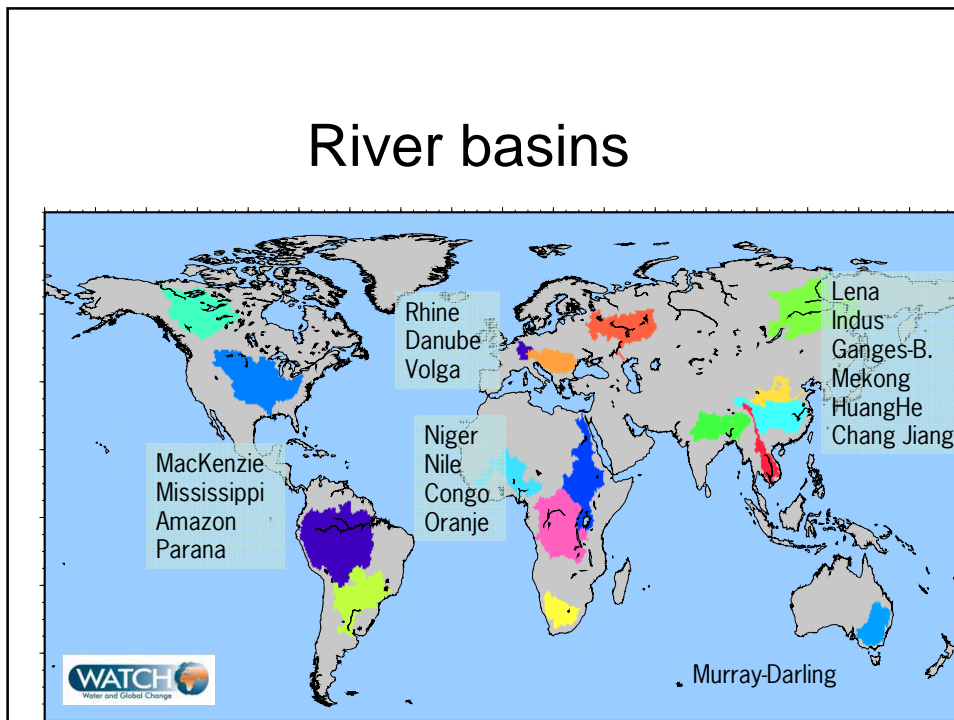 River basins
Rhine
Danube
Volga
Lena
Indus
Ganges-B.
Mekong
HuangHe
Chang Jiang
MacKenzie
Mississippi
Amazon
Parana
Niger
Nile
Congo
Oranje
Murray-Darling
WATCH
Water and Global Change